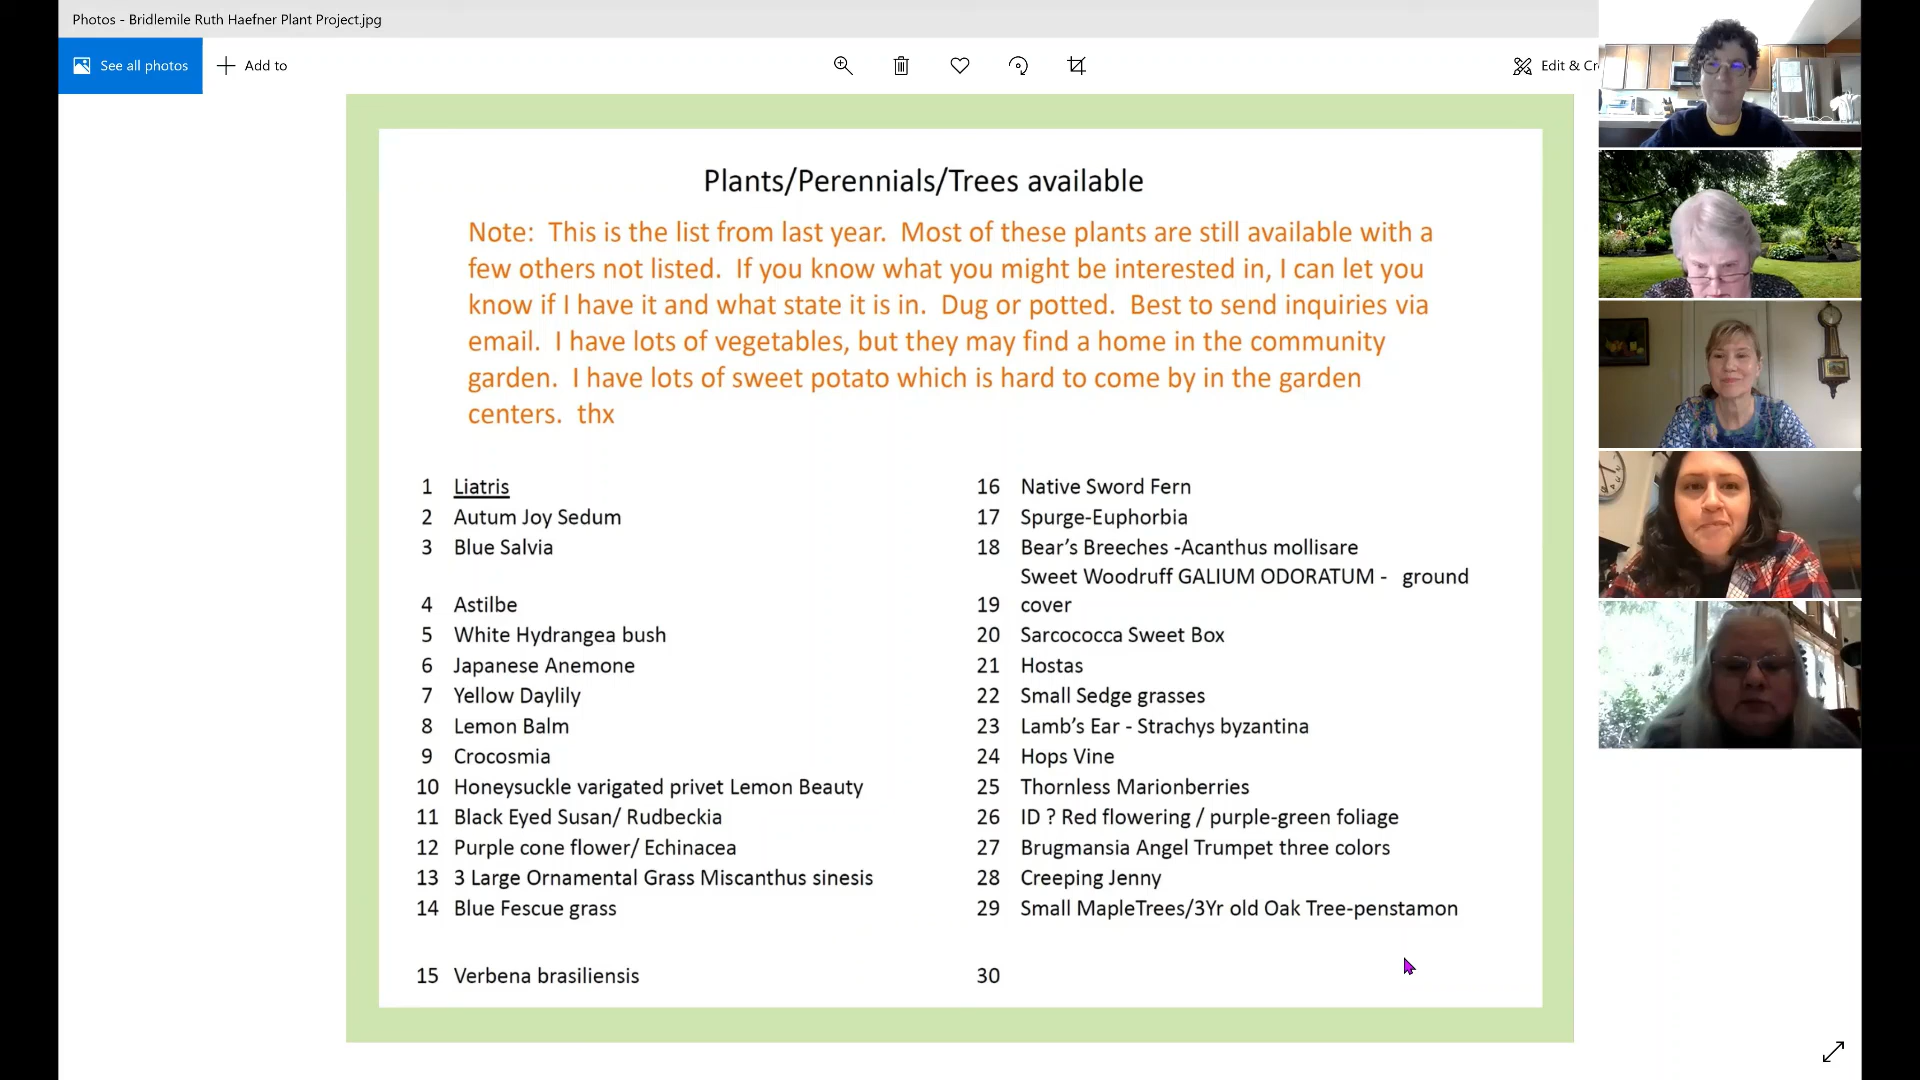 Photos - Bridlemile Ruth Haefner Plant Project.jpg
See all photos
Add to
Edit & Cr
Plants/Perennials/Trees available
Note: This is the list from last year. Most of these plants are still available with a
few others not listed. If you know what you might be interested in, I can let you
know if I have it and what state it is in. Dug or potted. Best to send inquiries via
email. I have lots of vegetables, but they may find a home in the community
garden. I have lots of sweet potato which is hard to come by in the garden
centers. thx
1 Liatris
2 Autum Joy Sedum
3 Blue Salvia
4 Astilbe
5 White Hydrangea bush
6 Japanese Anemone
7 Yellow Daylily
8 Lemon Balm
9 Crocosmia
10 Honeysuckle varigated privet Lemon Beauty
11 Black Eyed Susan/ Rudbeckia
12 Purple cone flower/ Echinacea
13 3 Large Ornamental Grass Miscanthus sinesis
14 Blue Fescue grass
15 Verbena brasiliensis
16 Native Sword Fern
17 Spurge-Euphorbia
18 Bear’s Breeches -Acanthus mollisare
Sweet Woodruff GALIUM ODORATUM - ground
19 cover
20 Sarcococca Sweet Box
21 Hostas
22 Small Sedge grasses
23 Lamb’s Ear - Strachys byzantina
24 Hops Vine
25 Thornless Marionberries
26 ID ? Red flowering / purple-green foliage
27 Brugmansia Angel Trumpet three colors
28 Creeping Jenny
29 Small MapleTrees/3Yr old Oak Tree-penstamon
30